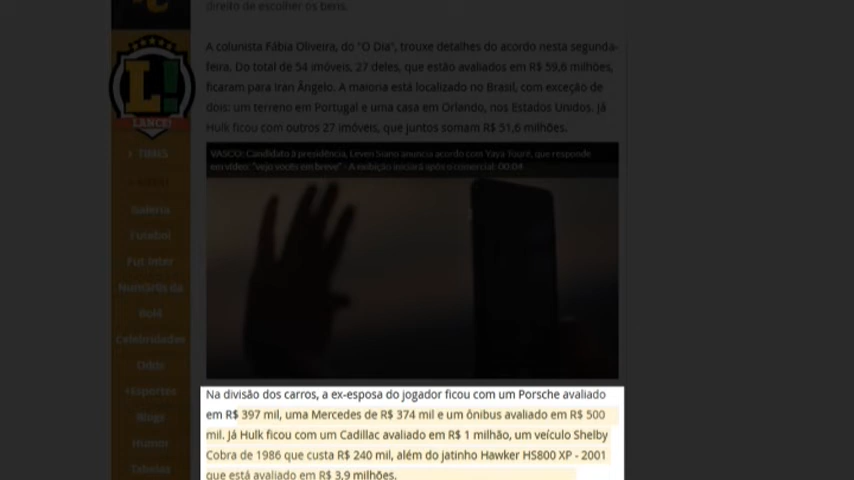 direito de escolher os bens.
A colunista Fábia Oliveira, do "O Dia", trouxe detalhes do acordo nesta segunda-
feira. Do total de 54 imóveis, 27 deles, que estão avaliados em R$ 59,6 milhões,
ficaram para Iran Ângelo. A maioria está localizado no Brasil, com exceção de
dois: um terreno em Portugal e uma casa em Orlando, nos Estados Unidos. Já
Hulk ficou com outros 27 imóveis, que juntos somam R$ 51,6 milhões.
L!
LANCE!
TIMES
Galeria
Futebol
Fut Inter
Bolá
Celebridades
Odds
+Esportes
Blogs
Humor
Tabelas
VASCO: Candidato à presidência, Leven Siano anuncia acordo com Yaya Touré, que responde
em vídeo: "vejo vocês em breve" - A exibição iniciará após o comercial: 00:04
Na divisão dos carros, a ex-esposa do jogador ficou com um Porsche avaliado
em R$ 397 mil, uma Mercedes de R$ 374 mil e um ônibus avaliado em R$ 500
mil. Já Hulk ficou com um Cadillac avaliado em R$ 1 milhão, um veículo Shelby
Cobra de 1986 que custa R$ 240 mil, além do jatinho Hawker HS800 XP - 2001
que está avaliado em R$ 3,9 milhões.